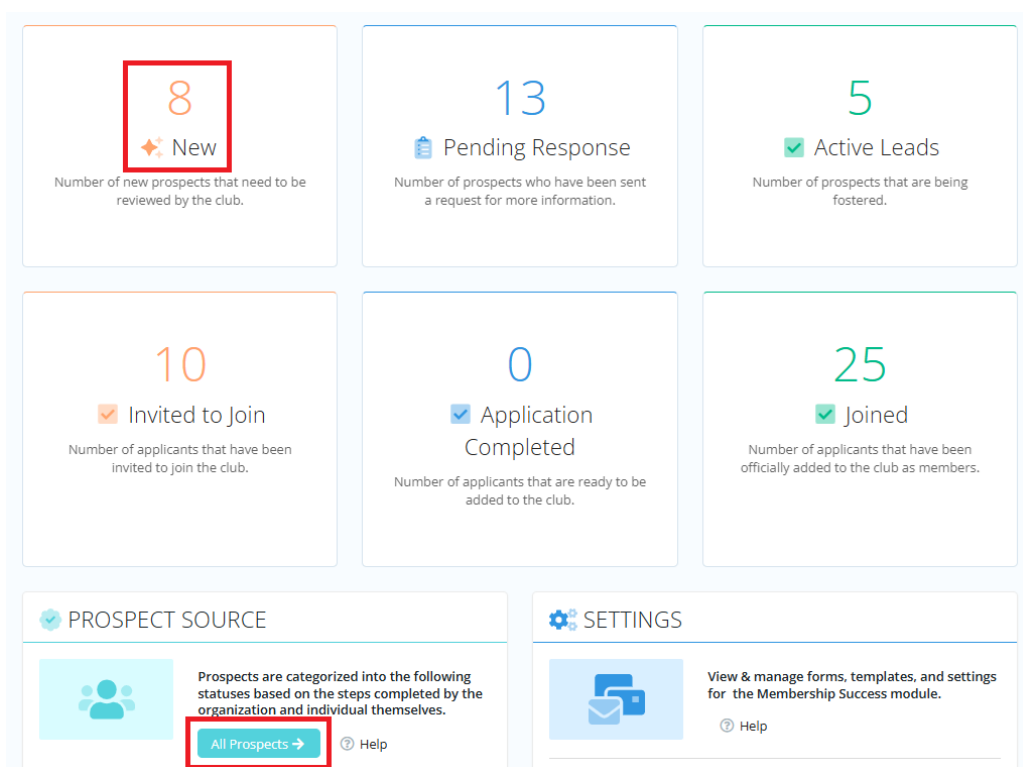 8
New
Number of new prospects that need to be
reviewed by the club.
13
Pending Response
Number of prospects who have been sent
a request for more information.
5
Active Leads
Number of prospects that are being
fostered.
10
Invited to Join
Number of applicants that have been
invited to join the club.
0
Application
Completed
Number of applicants that are ready to be
added to the club.
25
Joined
Number of applicants that have been
officially added to the club as members.
PROSPECT SOURCE
Prospects are categorized into the following
statuses based on the steps completed by the
organization and individual themselves.
All Prospects
Help
SETTINGS
View & manage forms, templates, and settings
for the Membership Success module.
Help